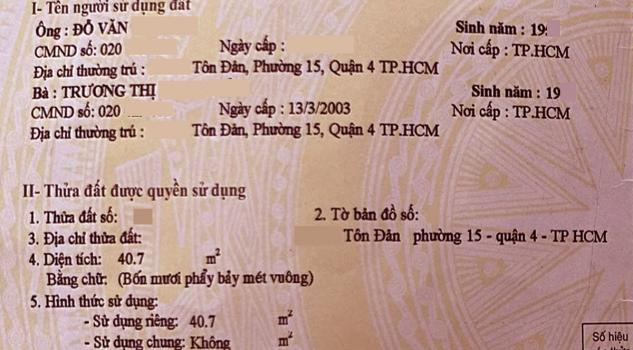 I- Tên người sử dụng đất
Ông : ĐỖ VĂN Sinh năm : 19
CMND số: 020 Ngày cấp : Nơi cấp : TP.HCM
Địa chỉ thường trú : Tôn Đản, Phường 15, Quận 4 TP.HCM
Bà : TRƯƠNG THỊ Sinh năm : 19
CMND số: 020 Ngày cấp : 13/3/2003 Nơi cấp : TP.HCM
Địa chỉ thường trú : Tôn Đản, Phường 15, Quận 4 TP.HCM
II- Thửa đất được quyền sử dụng
1. Thửa đất số: 2. Tờ bản đồ số:
3. Địa chỉ thửa đất: Tôn Đản phường 15 - quận 4 - TP HCM
4. Diện tích: 40.7 m²
Bằng chữ: (Bốn mươi phẩy bảy mét vuông)
5. Hình thức sử dụng:
- Sử dụng riêng: 40.7 m²
- Sử dụng chung: Không m²
Số hiệu